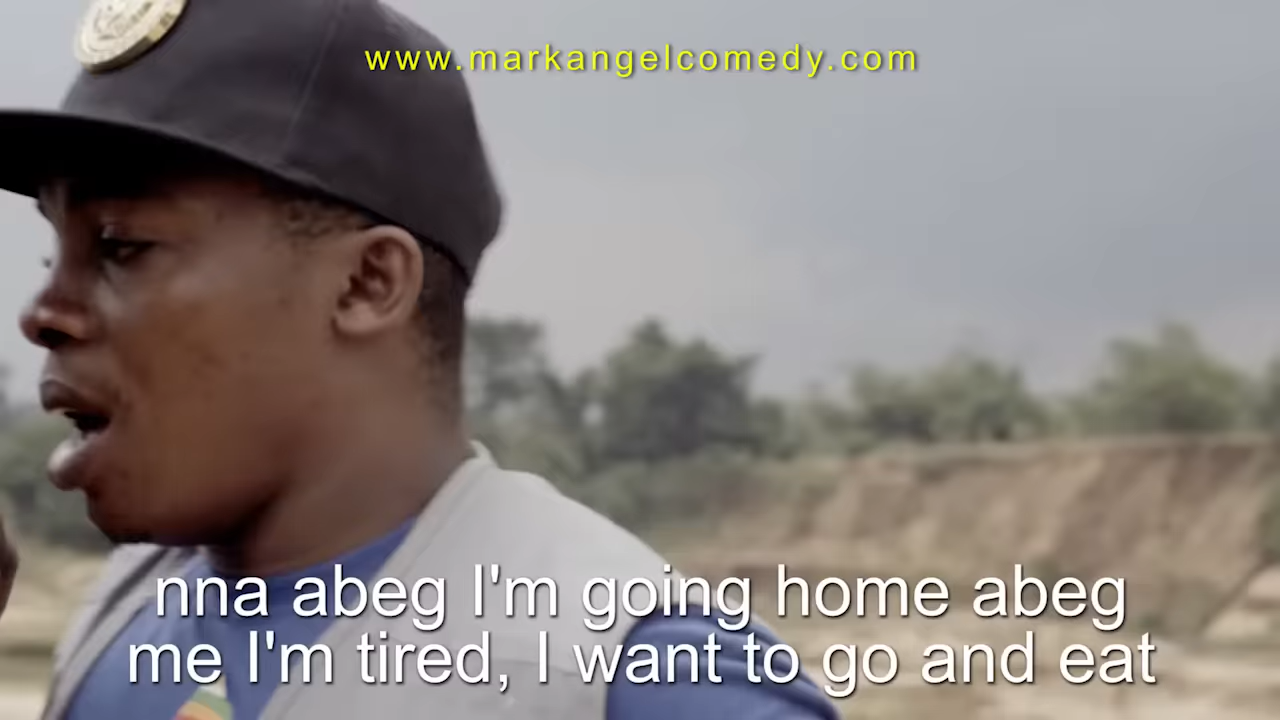 www.markangelcomedy.com
nna abeg I'm going home abeg
me I'm tired, I want to go and eat